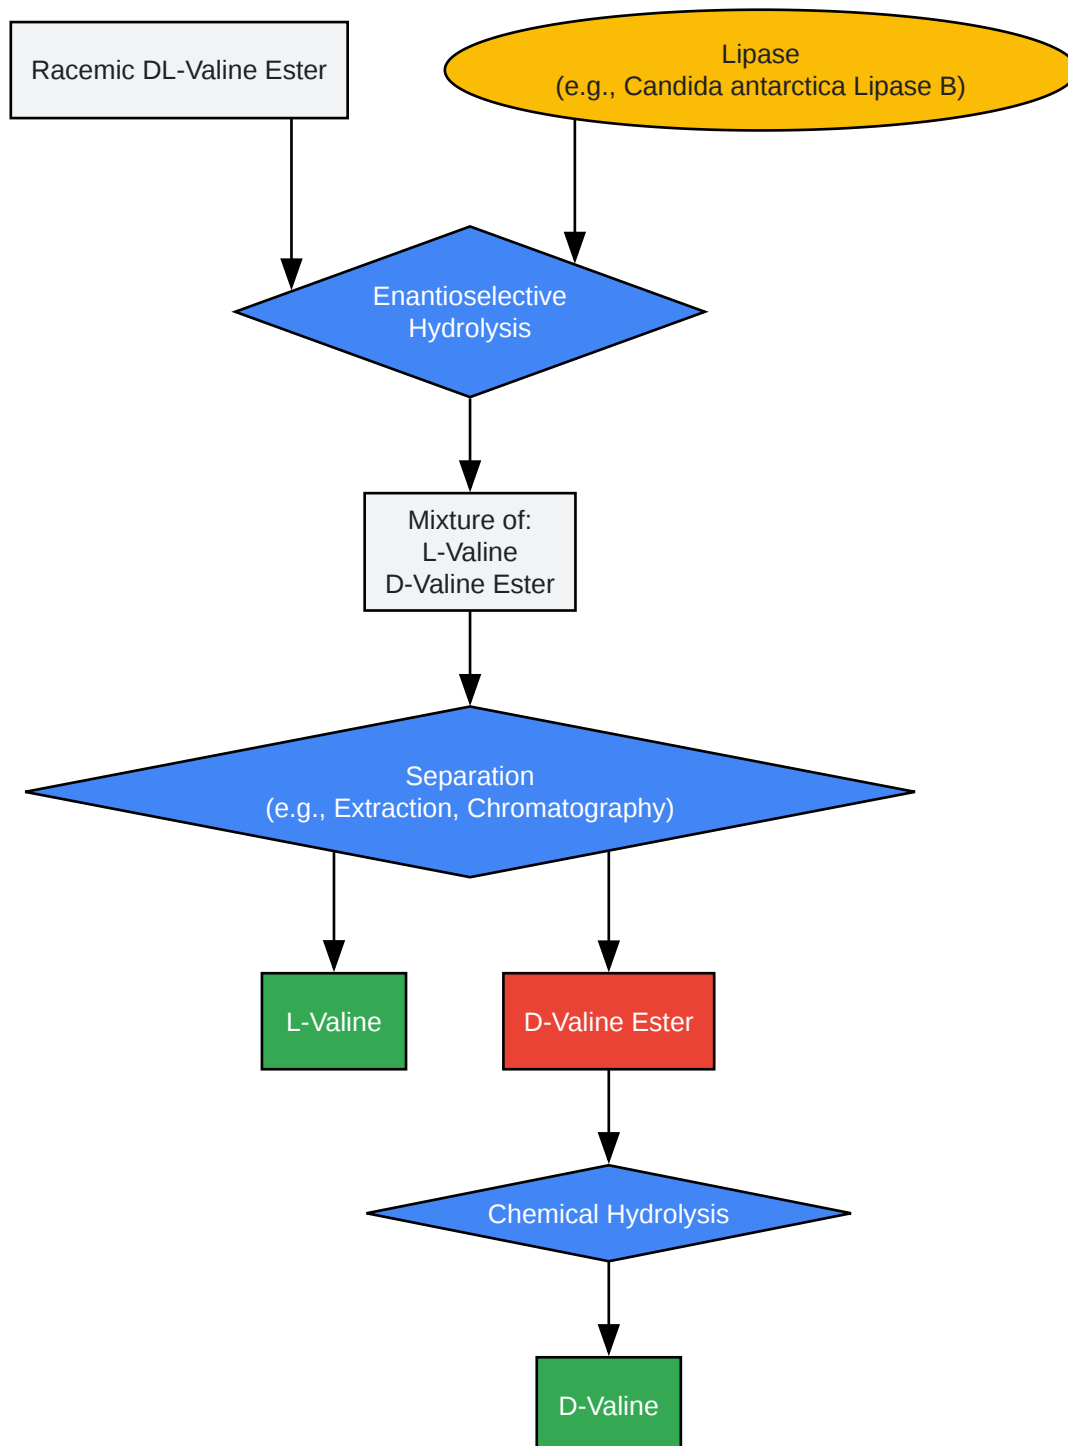 Racemic DL-Valine Ester
Lipase
(e.g., Candida antarctica Lipase B)
Enantioselective
Hydrolysis
Mixture of:
L-Valine
D-Valine Ester
Separation
(e.g., Extraction, Chromatography)
L-Valine
D-Valine Ester
Chemical Hydrolysis
D-Valine